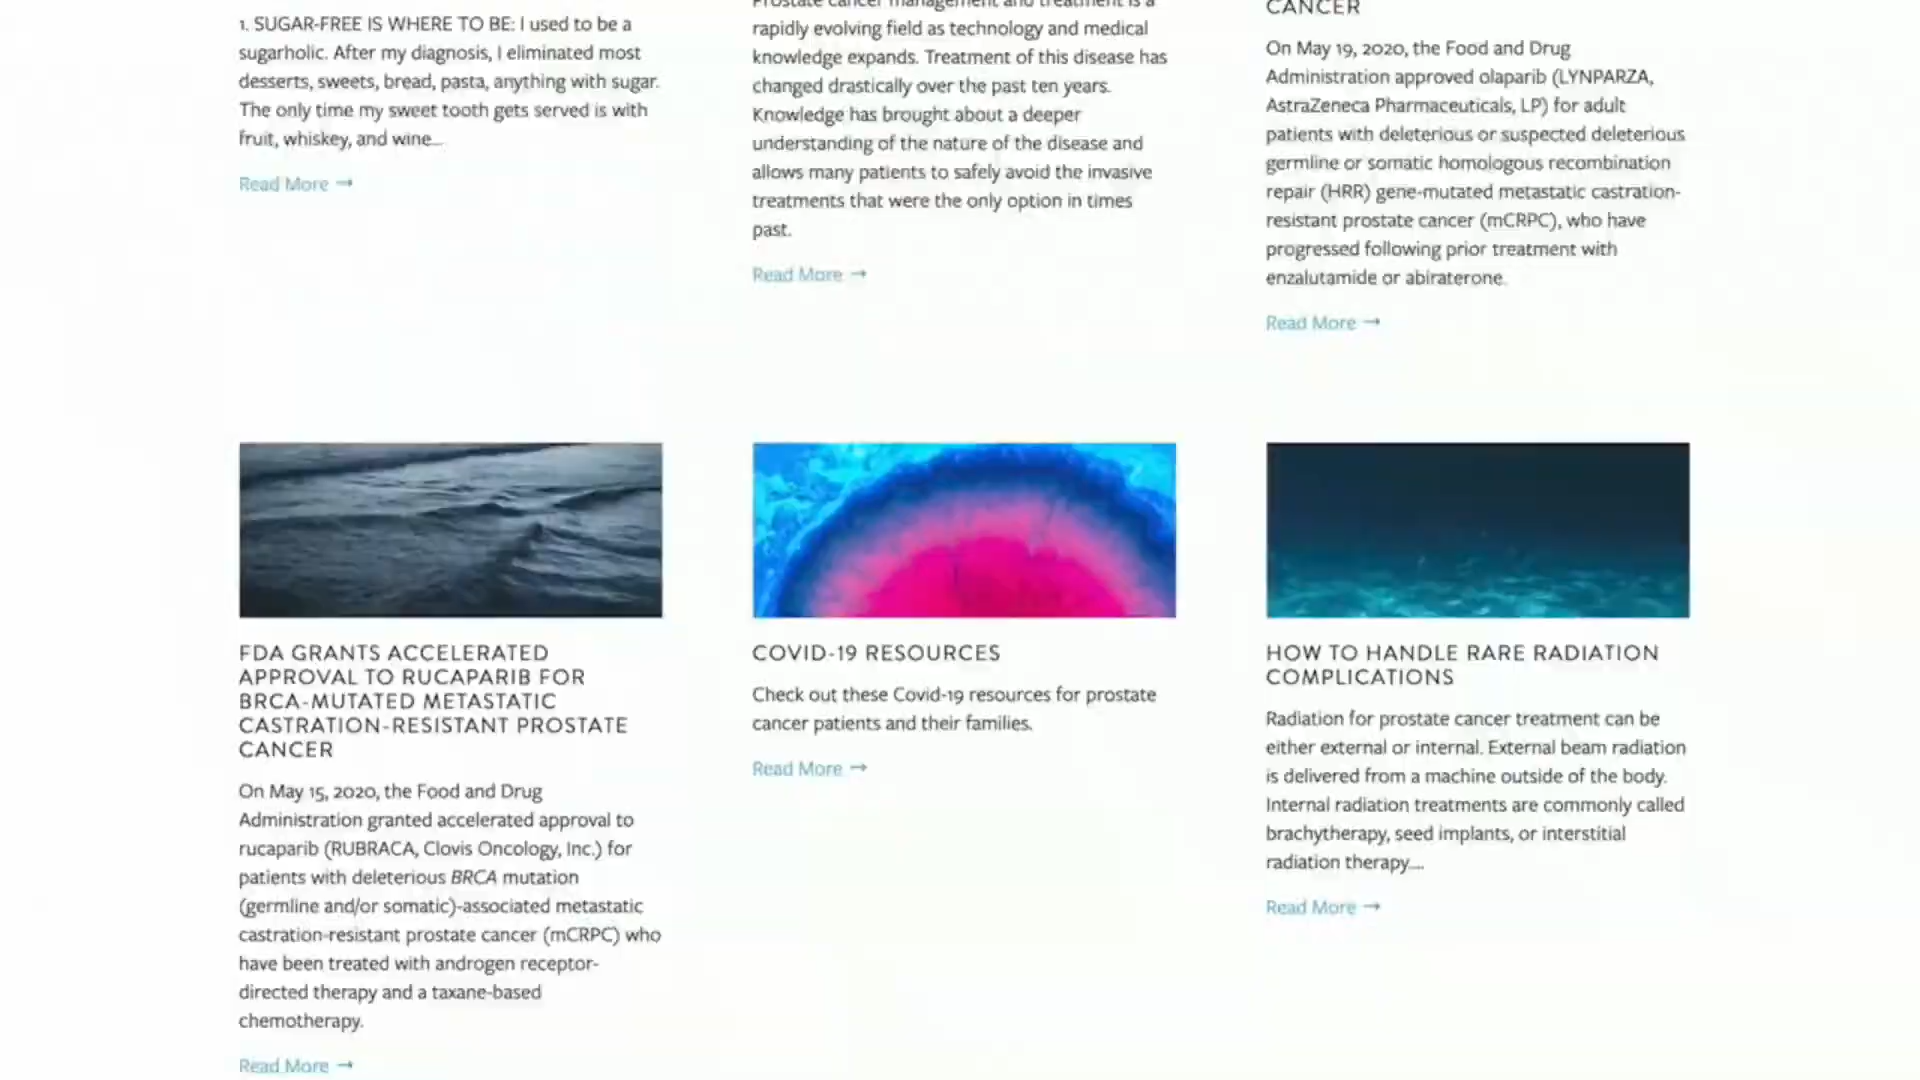 1. SUGAR-FREE IS WHERE TO BE: I used to be a
sugarholic. After my diagnosis, I eliminated most
desserts, sweets, bread, pasta, anything with sugar.
The only time my sweet tooth gets served is with
fruit, whiskey, and wine...
Read More →
Prostate cancer management and treatment is a
rapidly evolving field as technology and medical
knowledge expands. Treatment of this disease has
changed drastically over the past ten years.
Knowledge has brought about a deeper
understanding of the nature of the disease and
allows many patients to safely avoid the invasive
treatments that were the only option in times
past.
Read More →
CANCER
On May 19, 2020, the Food and Drug
Administration approved olaparib (LYNPARZA,
AstraZeneca Pharmaceuticals, LP) for adult
patients with deleterious or suspected deleterious
germline or somatic homologous recombination
repair (HRR) gene-mutated metastatic castration-
resistant prostate cancer (mCRPC), who have
progressed following prior treatment with
enzalutamide or abiraterone.
Read More →
FDA GRANTS ACCELERATED
APPROVAL TO RUCAPARIB FOR
BRCA-MUTATED METASTATIC
CASTRATION-RESISTANT PROSTATE
CANCER
On May 15, 2020, the Food and Drug
Administration granted accelerated approval to
rucaparib (RUBRACA, Clovis Oncology, Inc.) for
patients with deleterious BRCA mutation
(germline and/or somatic)-associated metastatic
castration-resistant prostate cancer (mCRPC) who
have been treated with androgen receptor-
directed therapy and a taxane-based
chemotherapy.
Read More →
COVID-19 RESOURCES
Check out these Covid-19 resources for prostate
cancer patients and their families.
Read More →
HOW TO HANDLE RARE RADIATION
COMPLICATIONS
Radiation for prostate cancer treatment can be
either external or internal. External beam radiation
is delivered from a machine outside of the body.
Internal radiation treatments are commonly called
brachytherapy, seed implants, or interstitial
radiation therapy....
Read More →